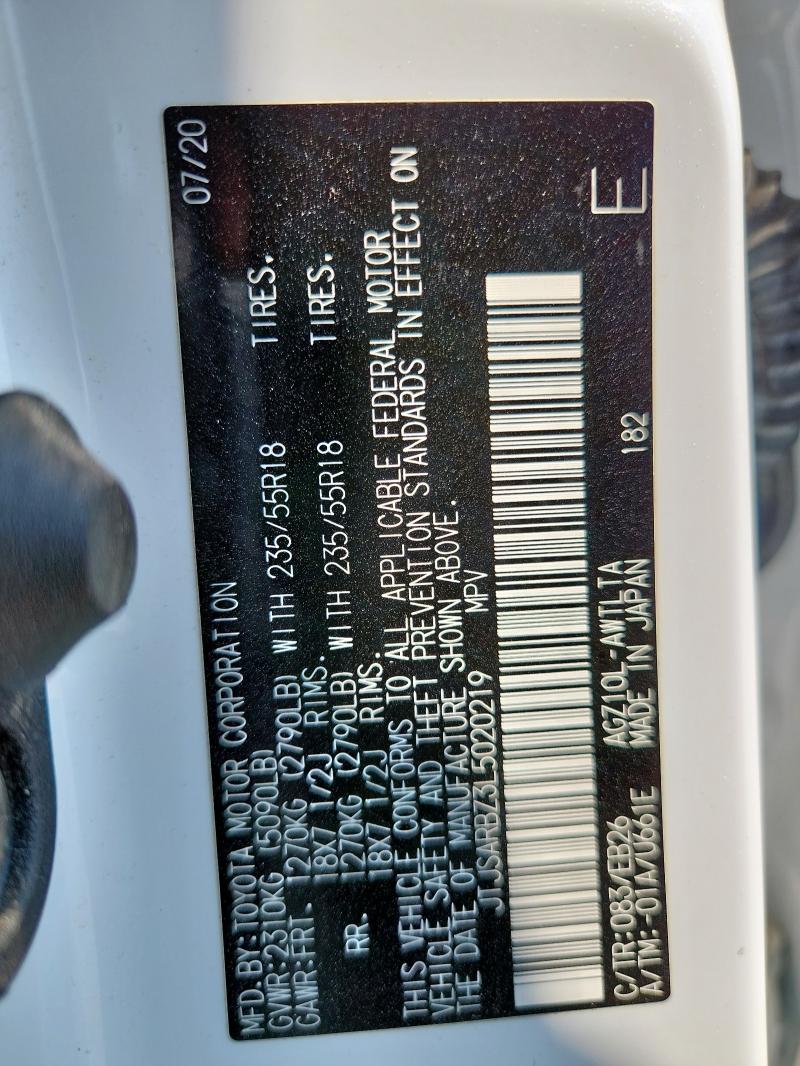 MFD. BY: TOYOTA MOTOR CORPORATION 07/20
GVWR: 2310KG (5090LB)
GAWR: FRT. 1270KG (2790LB) WITH 235/55R18 TIRES.
18X7 1/2J RIMS.
RR. 1270KG (2790LB) WITH 235/55R18 TIRES.
18X7 1/2J RIMS.
THIS VEHICLE CONFORMS TO ALL APPLICABLE FEDERAL MOTOR
VEHICLE SAFETY AND THEFT PREVENTION STANDARDS IN EFFECT ON
THE DATE OF MANUFACTURE SHOWN ABOVE.
JTJSARBZ3L5020219 MPV
C/TR: 083/EB26 AGZ10L-AWTLTA 182 E
A/TM: -01A/U661E MADE IN JAPAN